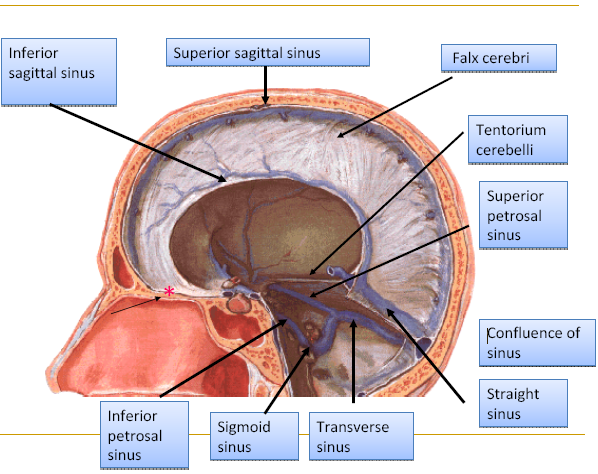 Inferior
sagittal sinus
Superior sagittal sinus
Falx cerebri
Tentorium
cerebelli
Superior
petrosal
sinus
Confluence of
sinus
Straight
sinus
Inferior
petrosal
sinus
Sigmoid
sinus
Transverse
sinus
*